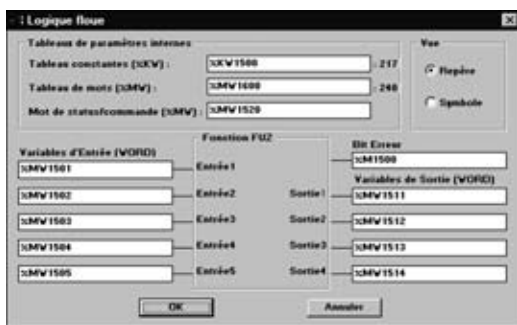 Logique floue
Tableaux de paramètres internes
Vue
Tableau constantes (%KW) : %KW1500 : 217
Repère
Tableau de mots (%MW) : %MW1600 : 240
Symbole
Mot de status/commande (%MW) : %MW1520
Fonction FUZ
Bit Erreur
Variables d'Entrée (WORD) %M1500
%MW1501 Entrée1 Variables de Sortie (WORD)
%MW1502 Entrée2 Sortie1 %MW1511
%MW1503 Entrée3 Sortie2 %MW1512
%MW1504 Entrée4 Sortie3 %MW1513
%MW1505 Entrée5 Sortie4 %MW1514
OK Annuler